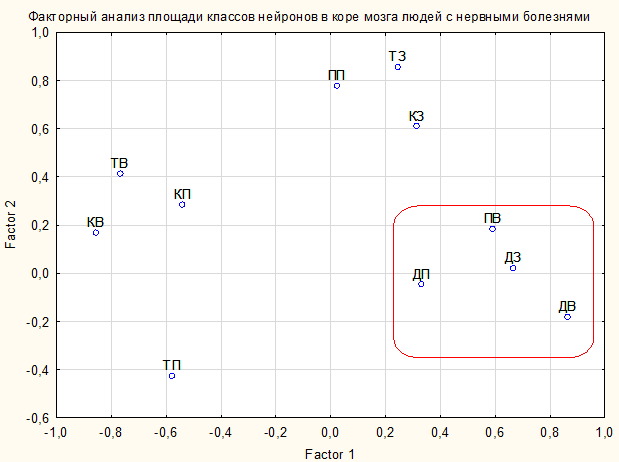 Факторный анализ площади классов нейронов в коре мозга людей с нервными болезнями
1,0
ТЗ
ПП
0,8
КЗ
0,6
ТВ
0,4
КП
КВ
ПВ
0,2
ДЗ
ДП
0,0
ДВ
-0,2
ТП
-0,4
-0,6
-1,0 -0,8 -0,6 -0,4 -0,2 0,0 0,2 0,4 0,6 0,8 1,0
Factor 1
Factor 2